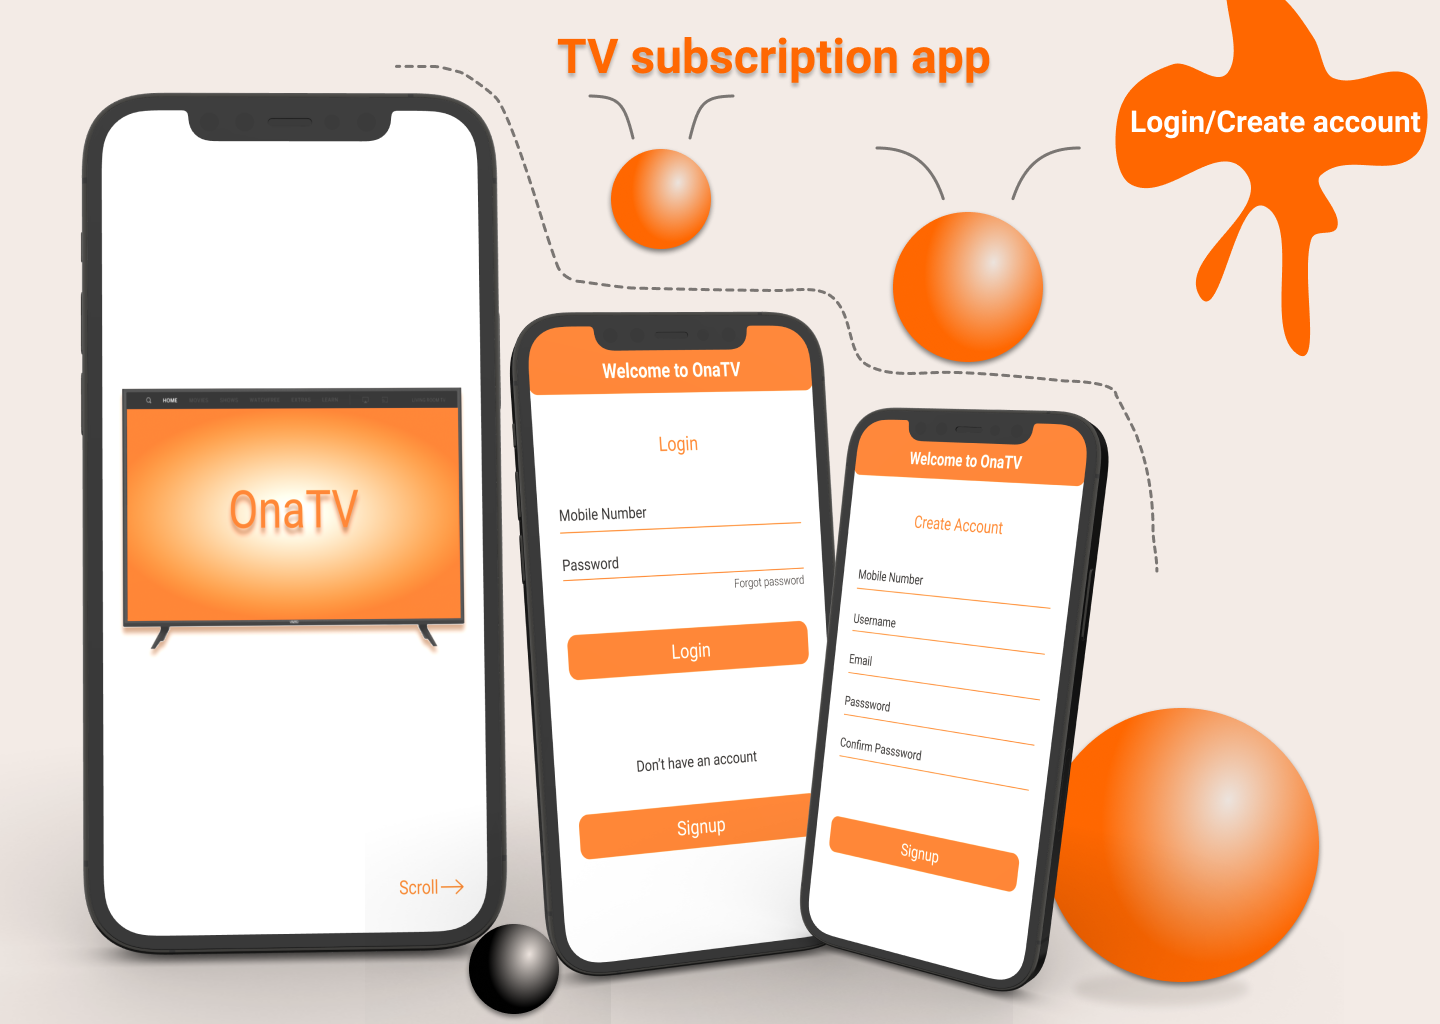 TV subscription app
Login/Create account
HOME
OnaTV
Scroll
Welcome to OnaTV
Login
Mobile Number
Password
Forgot password
Login
Don't have an account
Signup
Welcome to OnaTV
Create Account
Mobile Number
Username
Email
Passsword
Confirm Passsword
Signup